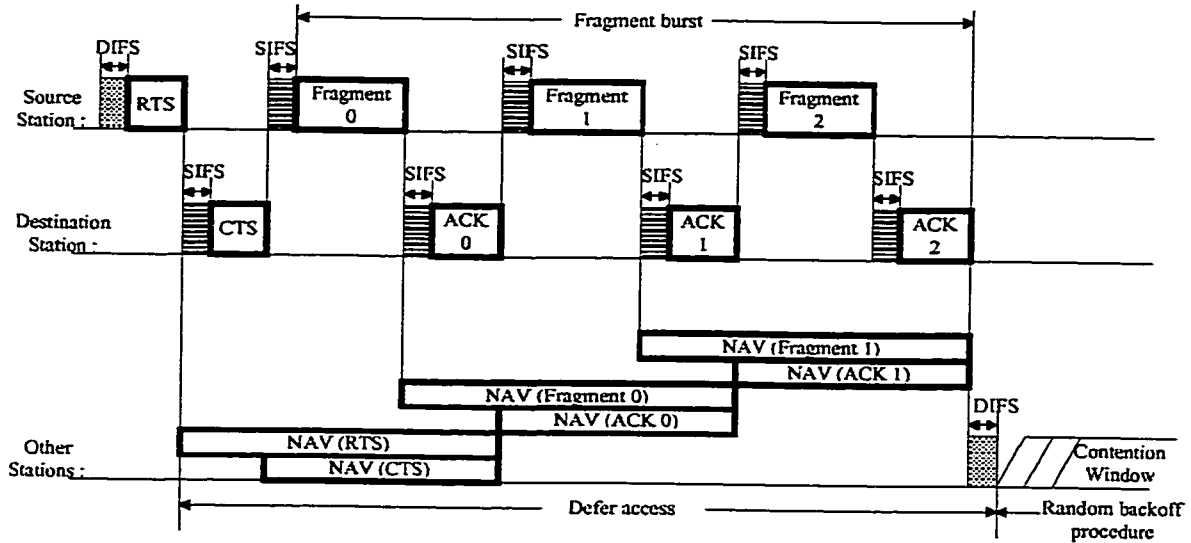 Fragment burst
DIFS
SIFS
SIFS
SIFS
Source
Station :
RTS
Fragment
0
Fragment
1
Fragment
2
SIFS
SIFS
SIFS
SIFS
Destination
Station :
CTS
ACK
0
ACK
1
ACK
2
NAV (Fragment 1)
NAV (ACK 1)
NAV (Fragment 0)
NAV (ACK 0)
DIFS
Other
Stations :
NAV (RTS)
NAV (CTS)
Contention
Window
Defer access
Random backoff
procedure